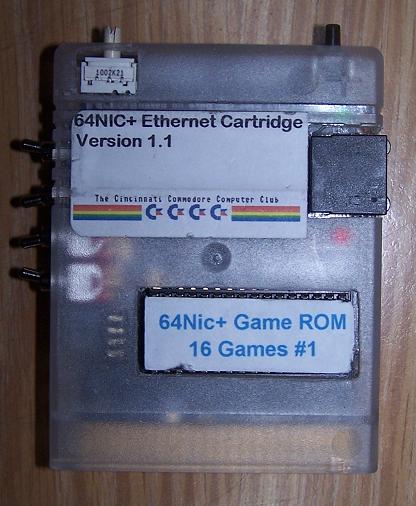 1002K21
64NIC+ Ethernet Cartridge
Version 1.1
The Cincinnati Commodore Computer Club
64Nic+ Game ROM
16 Games #1